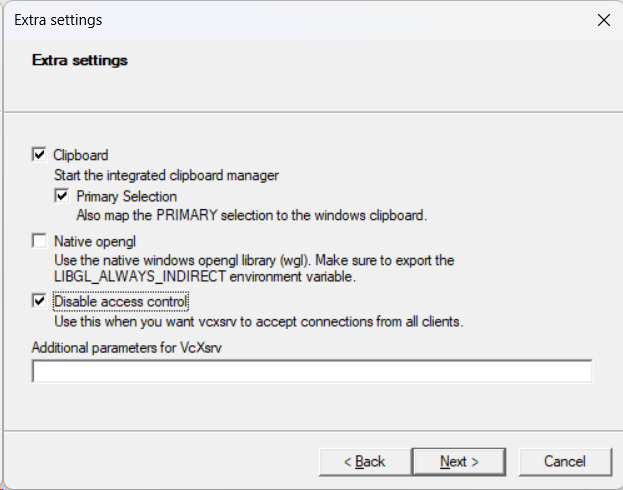 Extra settings
Extra settings
Clipboard
Start the integrated clipboard manager
Primary Selection
Also map the PRIMARY selection to the windows clipboard.
Native opengl
Use the native windows opengl library (wgl). Make sure to export the
LIBGL_ALWAYS_INDIRECT environment variable.
Disable access control
Use this when you want vcxsrv to accept connections from all clients.
Additional parameters for VcXsrv
< Back Next > Cancel